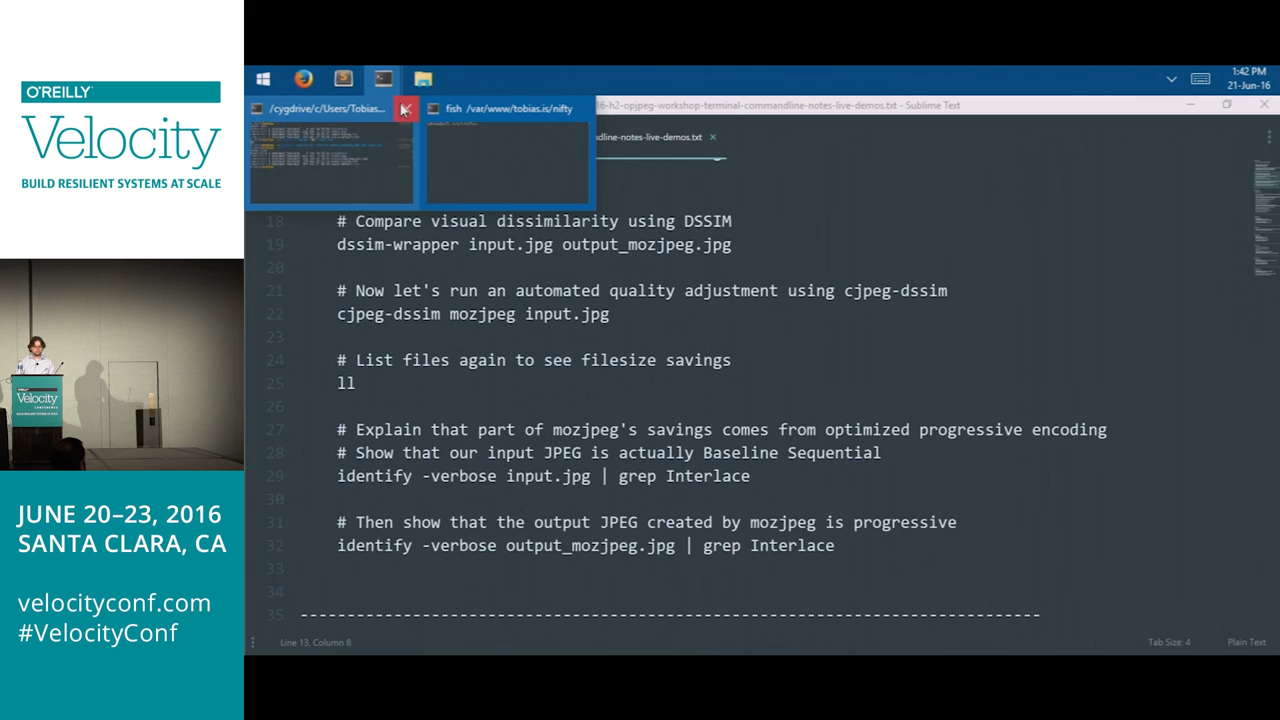 O'REILLY
Velocity
BUILD RESILIENT SYSTEMS AT SCALE
Velocity
JUNE 20–23, 2016
SANTA CLARA, CA
velocityconf.com
#VelocityConf
1:42 PM
21-Jun-16
/cygdrive/c/Users/Tobias...
fish /var/www/tobias.is/nifty
6-h2-opjpeg-workshop-terminal-commandline-notes-live-demos.txt - Sublime Text
dline-notes-live-demos.txt ×
18 # Compare visual dissimilarity using DSSIM
19 dssim-wrapper input.jpg output_mozjpeg.jpg
20
21 # Now let's run an automated quality adjustment using cjpeg-dssim
22 cjpeg-dssim mozjpeg input.jpg
23
24 # List files again to see filesize savings
25 ll
26
27 # Explain that part of mozjpeg's savings comes from optimized progressive encoding
28 # Show that our input JPEG is actually Baseline Sequential
29 identify -verbose input.jpg | grep Interlace
30
31 # Then show that the output JPEG created by mozjpeg is progressive
32 identify -verbose output_mozjpeg.jpg | grep Interlace
33
34
35 --------------------------------------------------------------------------------
Line 13, Column 8
Tab Size: 4
Plain Text